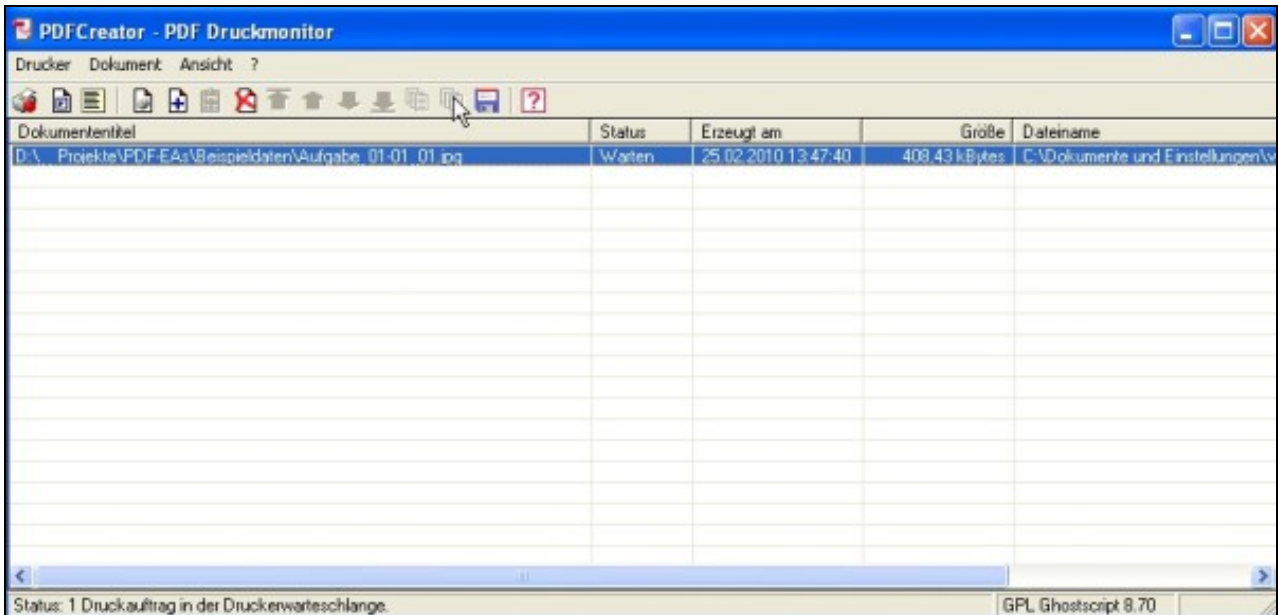 PDFCreator - PDF Druckmonitor
Drucker Dokument Ansicht ?
Dokumententitel Status Erzeugt am Größe Dateiname
D:\__Projekte\PDF-EAs\Beispieldaten\Aufgabe_01-01_01.jpg Warten 25.02.2010 13:47:40 408,43 kBytes C:\Dokumente und Einstellungen\v
Status: 1 Druckauftrag in der Druckerwarteschlange. GPL Ghostscript 8.70